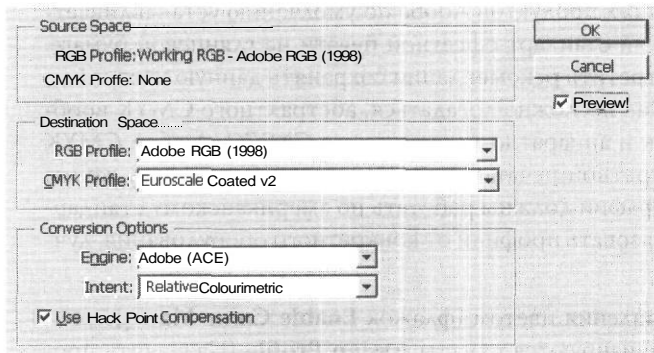 Source Space
OK
RGB Profile: Working RGB - Adobe RGB (1998)
Cancel
CMYK Proffe: None
Preview!
Destination Space........
RGB Profile: Adobe RGB (1998)
CMYK Profile: Euroscale Coated v2
Conversion Options
Engine: Adobe (ACE)
Intent: Relative Colourimetric
Use Hack Point Compensation